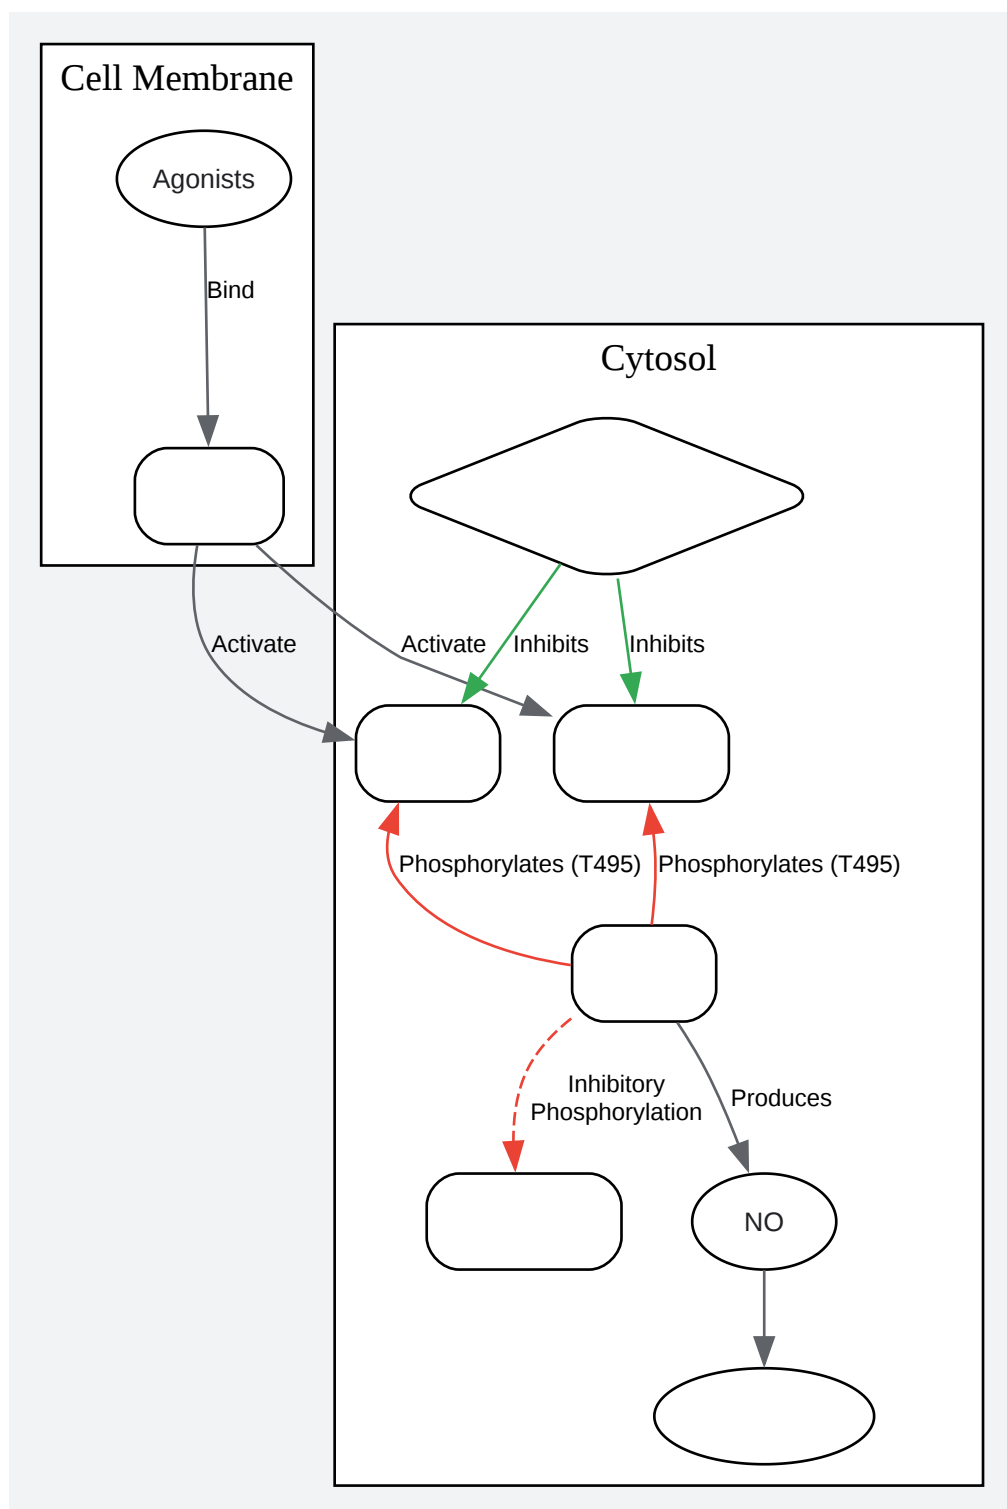 Cell Membrane
Agonists
Bind
Cytosol
Activate
Activate
Inhibits
Inhibits
Phosphorylates (T495)
Phosphorylates (T495)
Inhibitory
Phosphorylation
Produces
NO